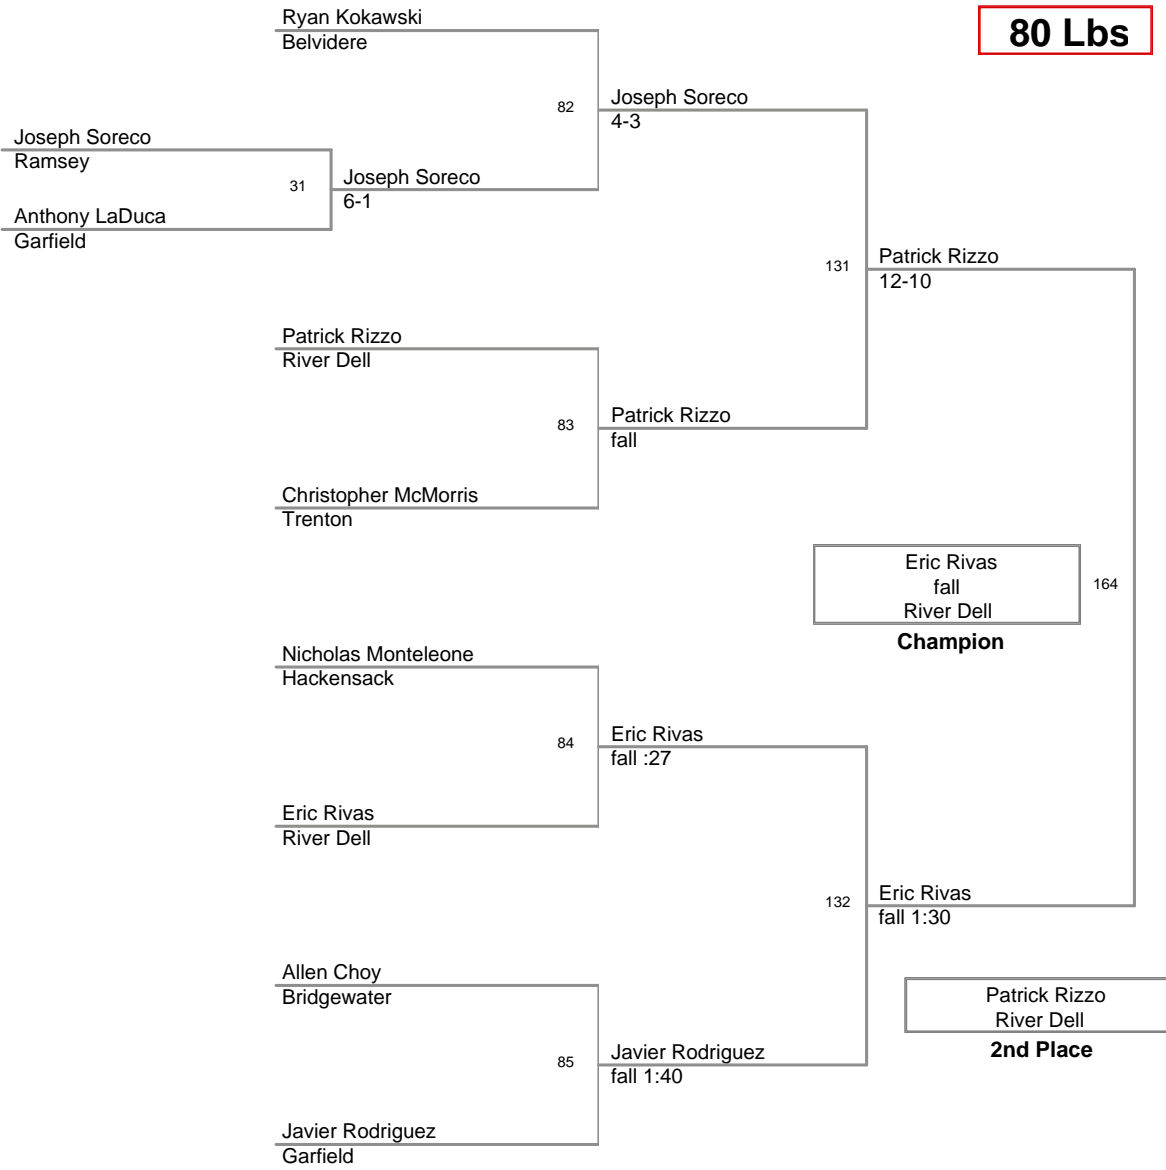 Ryan Kokawski
Belvidere
80 Lbs
82
Joseph Soreco
4-3
Joseph Soreco
Ramsey
31
Joseph Soreco
6-1
Anthony LaDuca
Garfield
131
Patrick Rizzo
12-10
Patrick Rizzo
River Dell
83
Patrick Rizzo
fall
Christopher McMorris
Trenton
Eric Rivas
fall
River Dell
164
Champion
Nicholas Monteleone
Hackensack
84
Eric Rivas
fall :27
Eric Rivas
River Dell
132
Eric Rivas
fall 1:30
Allen Choy
Bridgewater
Patrick Rizzo
River Dell
2nd Place
85
Javier Rodriguez
fall 1:40
Javier Rodriguez
Garfield